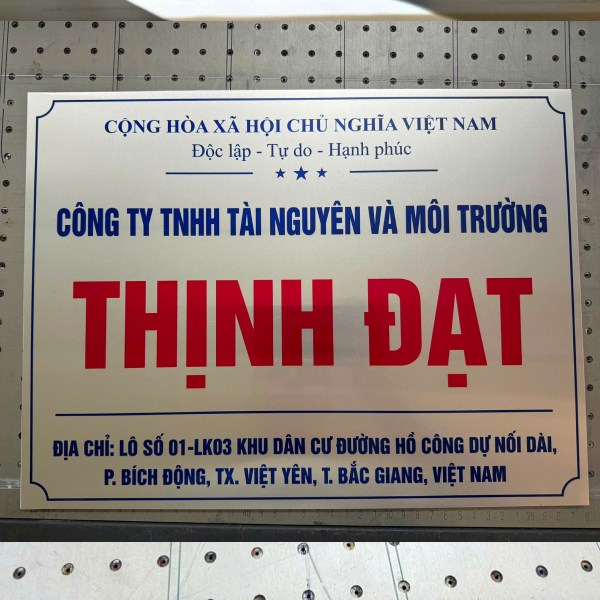 CỘNG HÒA XÃ HỘI CHỦ NGHĨA VIỆT NAM
Độc lập - Tự do - Hạnh phúc
CÔNG TY TNHH TÀI NGUYÊN VÀ MÔI TRƯỜNG
THỊNH ĐẠT
ĐỊA CHỈ: LÔ SỐ 01-LK03 KHU DÂN CƯ ĐƯỜNG HỒ CÔNG DỰ NỐI DÀI,
P. BÍCH ĐỘNG, TX. VIỆT YÊN, T. BẮC GIANG, VIỆT NAM